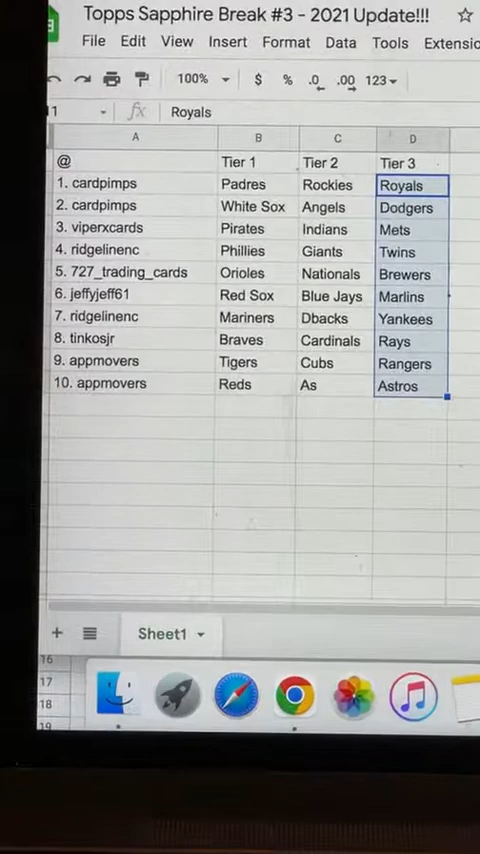 Topps Sapphire Break #3 - 2021 Update!!!
File Edit View Insert Format Data Tools
100% $ % .0 .00 123
fx Royals
A B C D
@ Tier 1 Tier 2 Tier 3
1. cardpimps Padres Rockies Royals
2. cardpimps White Sox Angels Dodgers
3. viperxcards Pirates Indians Mets
4. ridgelinenc Phillies Giants Twins
5. 727_trading_cards Orioles Nationals Brewers
6. jeffyjeff61 Red Sox Blue Jays Marlins
7. ridgelinenc Mariners Dbacks Yankees
8. tinkosjr Braves Cardinals Rays
9. appmovers Tigers Cubs Rangers
10. appmovers Reds As Astros
+ Sheet1
16
17
18
19